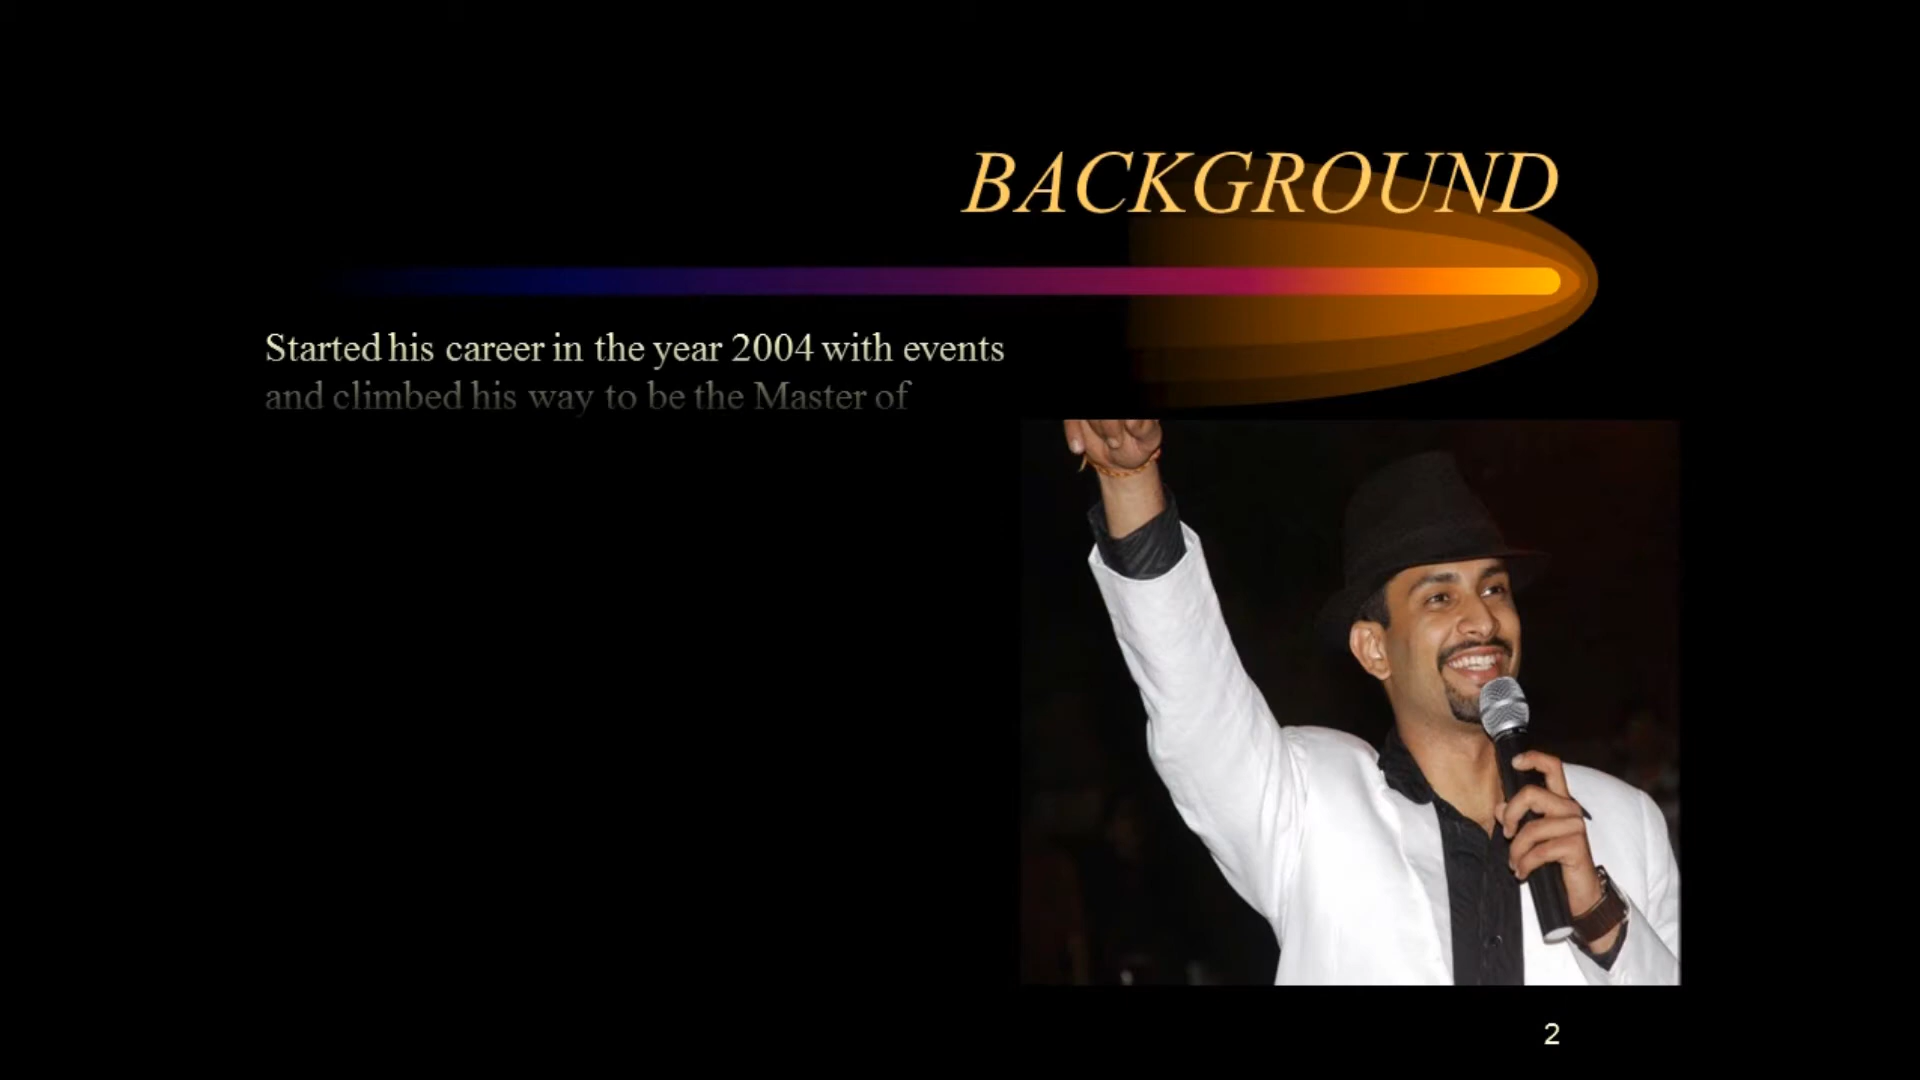 BACKGROUND
Started his career in the year 2004 with events
and climbed his way to be the Master of
2